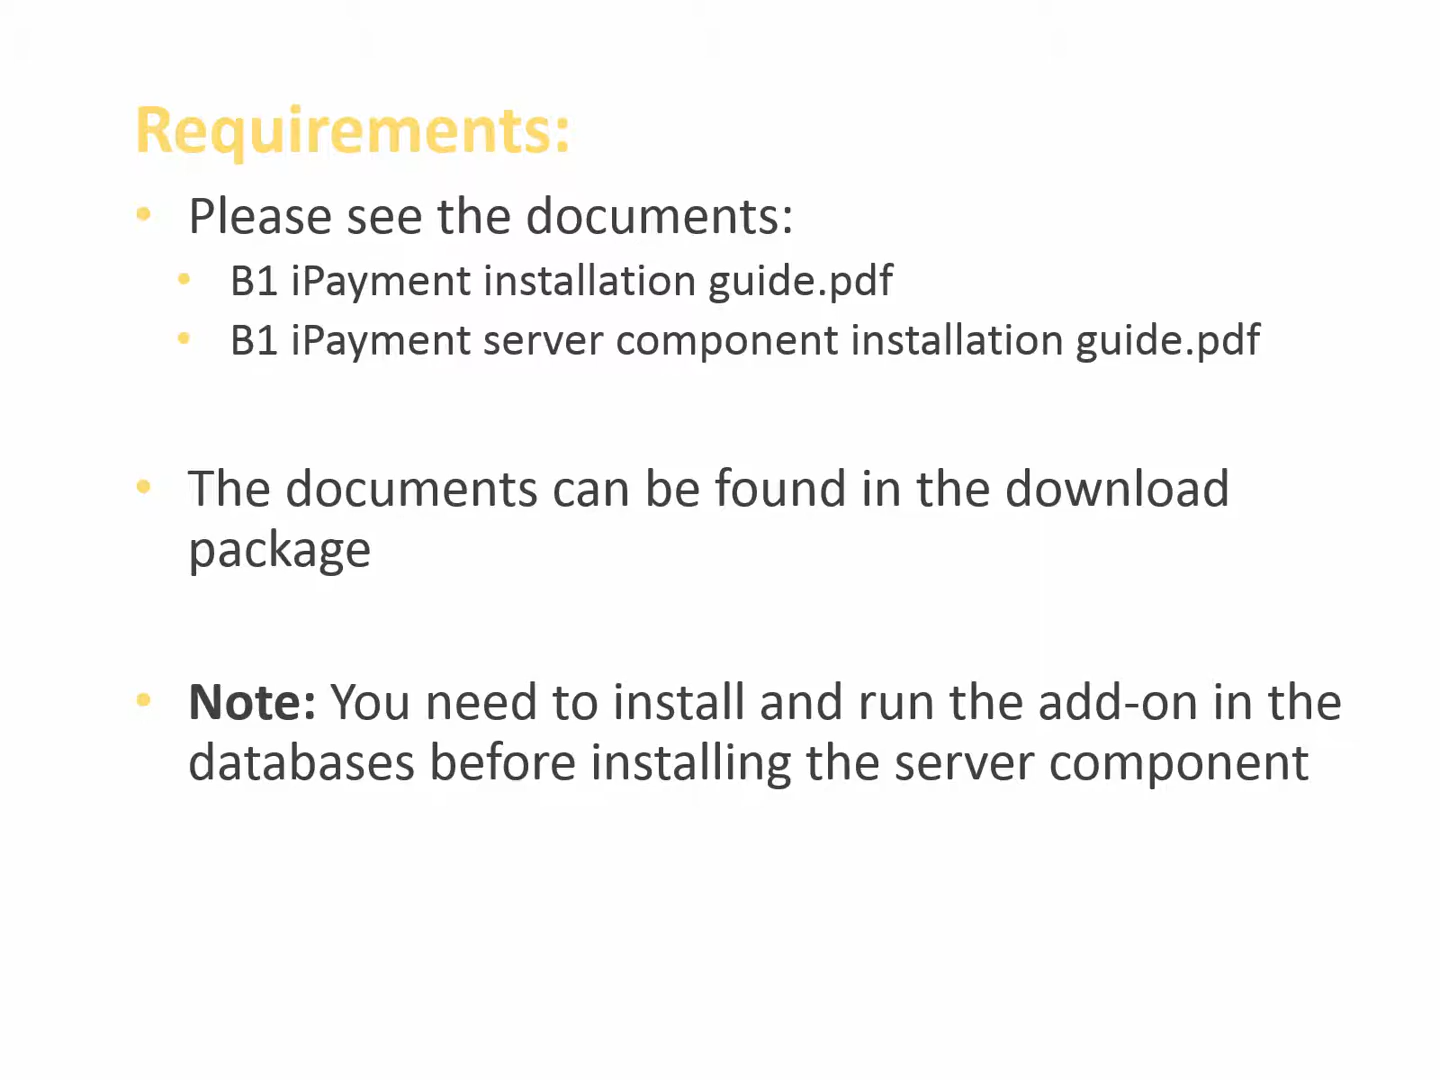 Requirements:
• Please see the documents:
• B1 iPayment installation guide.pdf
• B1 iPayment server component installation guide.pdf
• The documents can be found in the download
package
• Note: You need to install and run the add-on in the
databases before installing the server component